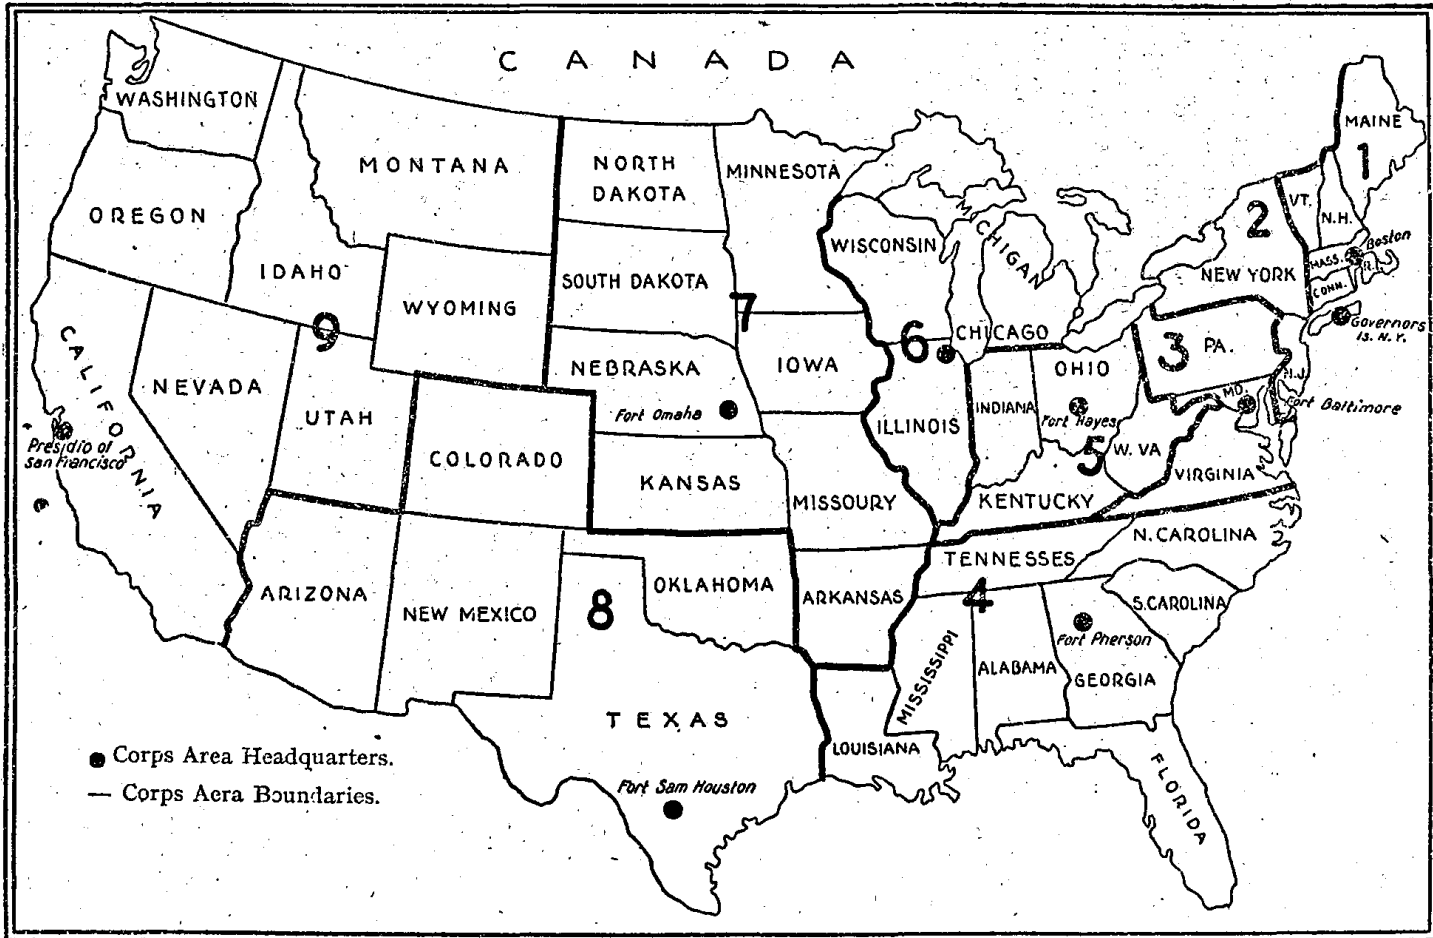 CANADA
WASHINGTON
MONTANA
NORTH
DAKOTA
MINNESOTA
MAINE
1
OREGON
IDAHO
WYOMING
SOUTH DAKOTA
WISCONSIN
MICHIGAN
2
VT.
N.H.
NEW YORK
MASS.
R.I.
Boston
CONN.
Governors
Is. N.Y.
CALIFORNIA
9
NEVADA
UTAH
NEBRASKA
Fort Omaha
7
IOWA
6
CHICAGO
ILLINOIS
INDIANA
OHIO
Fort Hayes
3
PA.
N.J.
MD.
Fort Baltimore
Presidio of
San Francisco
COLORADO
KANSAS
MISSOURY
5
W. VA
VIRGINIA
KENTUCKY
ARIZONA
NEW MEXICO
8
OKLAHOMA
ARKANSAS
TENNESSES
4
N. CAROLINA
S. CAROLINA
Fort Pherson
MISSISSIPPI
ALABAMA
GEORGIA
TEXAS
LOUISIANA
FLORIDA
Fort Sam Houston
Corps Area Headquarters.
Corps Aera Boundaries.